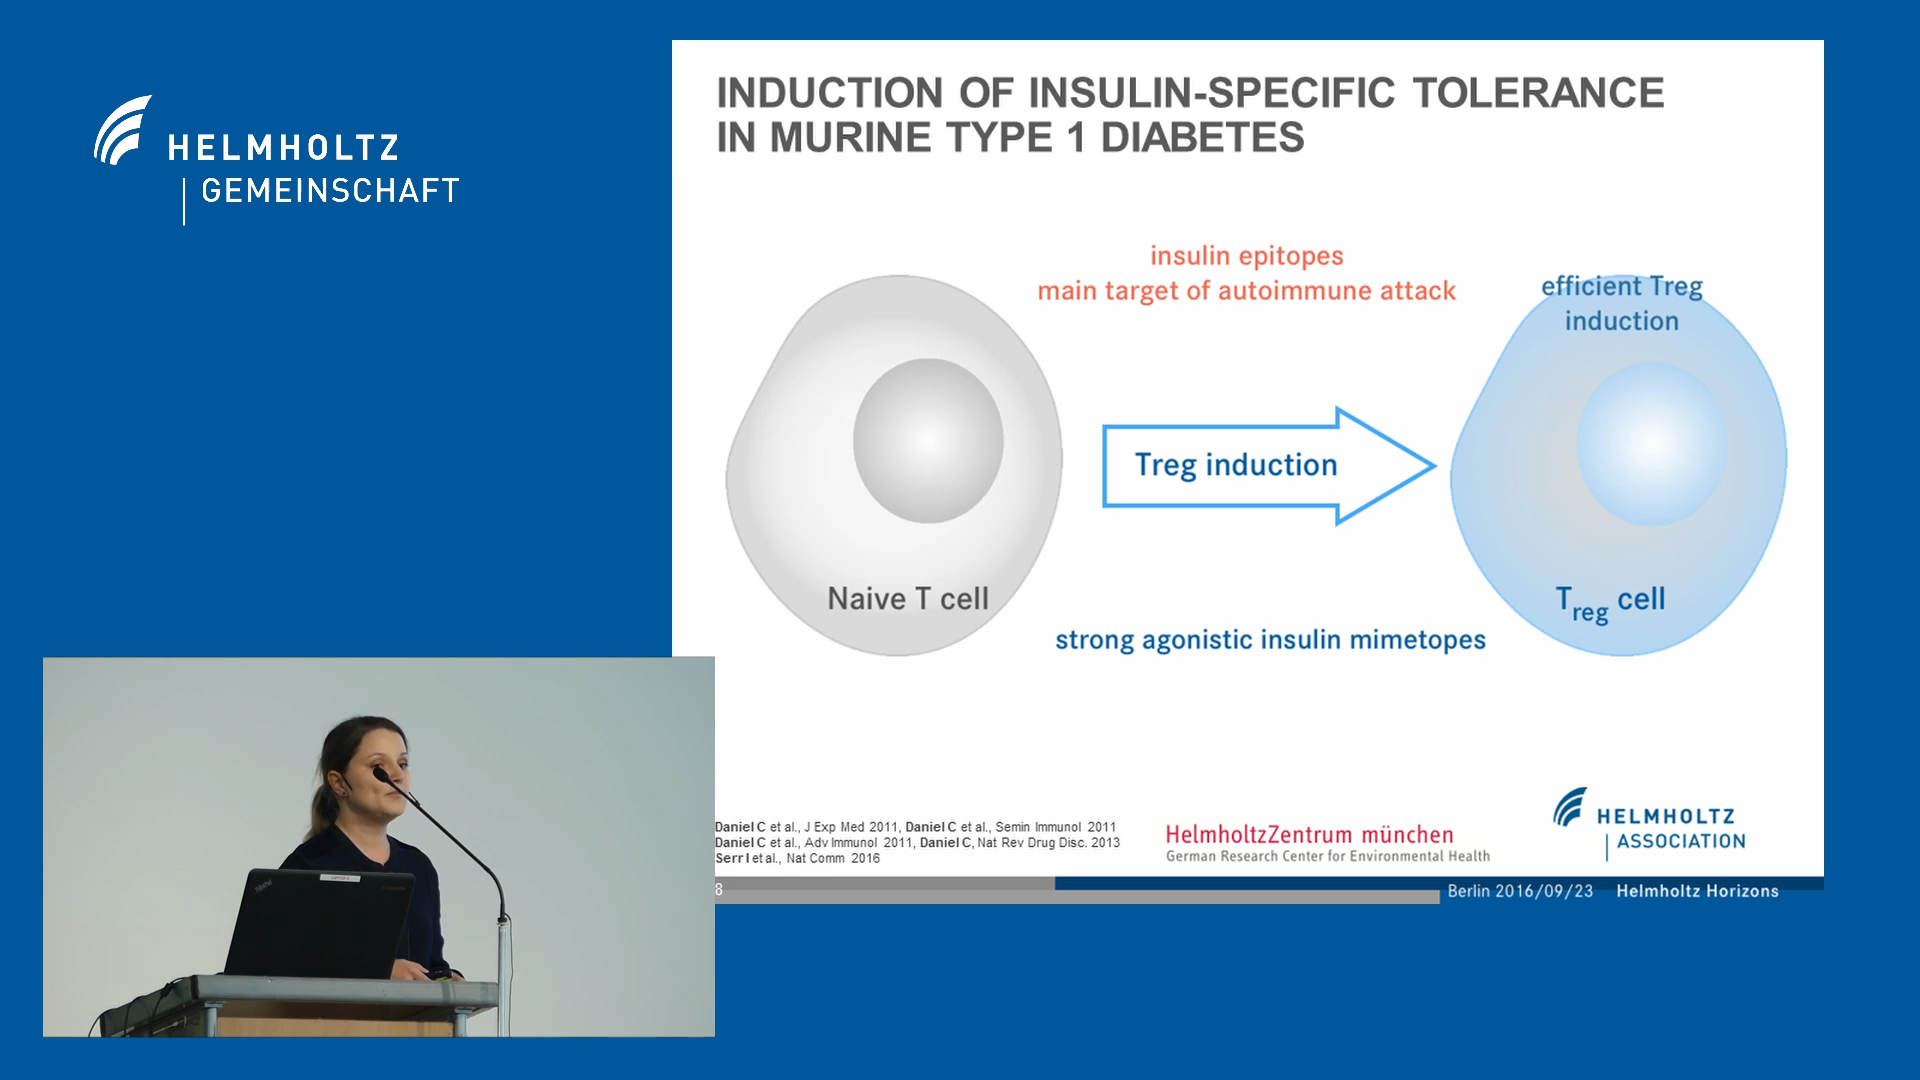 HELMHOLTZ
GEMEINSCHAFT
INDUCTION OF INSULIN-SPECIFIC TOLERANCE
IN MURINE TYPE 1 DIABETES
insulin epitopes
main target of autoimmune attack
efficient Treg
induction
Treg induction
Naive T cell
Treg cell
strong agonistic insulin mimetopes
Daniel C et al., J Exp Med 2011, Daniel C et al., Semin Immunol 2011
Daniel C et al., Adv Immunol 2011, Daniel C, Nat Rev Drug Disc. 2013
Serr I et al., Nat Comm 2016
HelmholtzZentrum münchen
German Research Center for Environmental Health
HELMHOLTZ
ASSOCIATION
8
Berlin 2016/09/23 Helmholtz Horizons
ThinkPad